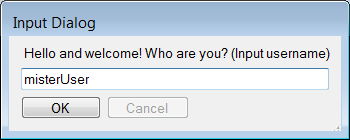 Input Dialog
Hello and welcome! Who are you? (Input username)
misterUser
OK Cancel